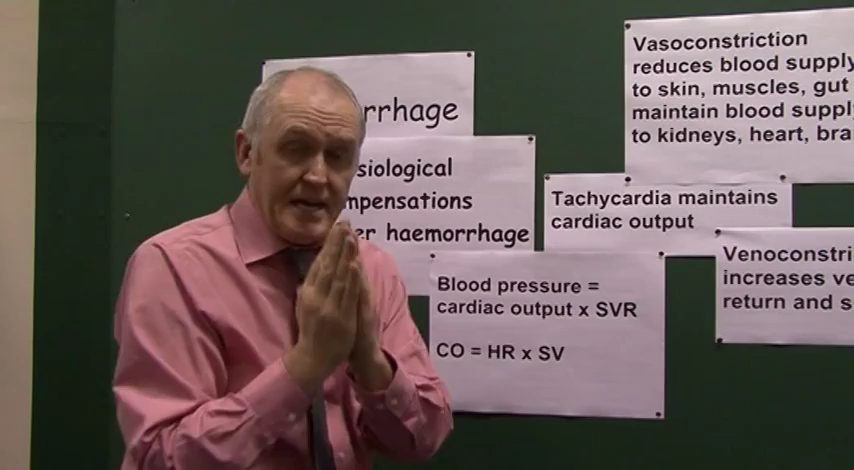 rrhage
siological
mpensations
er haemorrhage
Blood pressure =
cardiac output x SVR
CO = HR x SV
Tachycardia maintains
cardiac output
Vasoconstriction
reduces blood supply
to skin, muscles, gut
maintain blood suppl
to kidneys, heart, bra
Venoconstri
increases ve
return and s